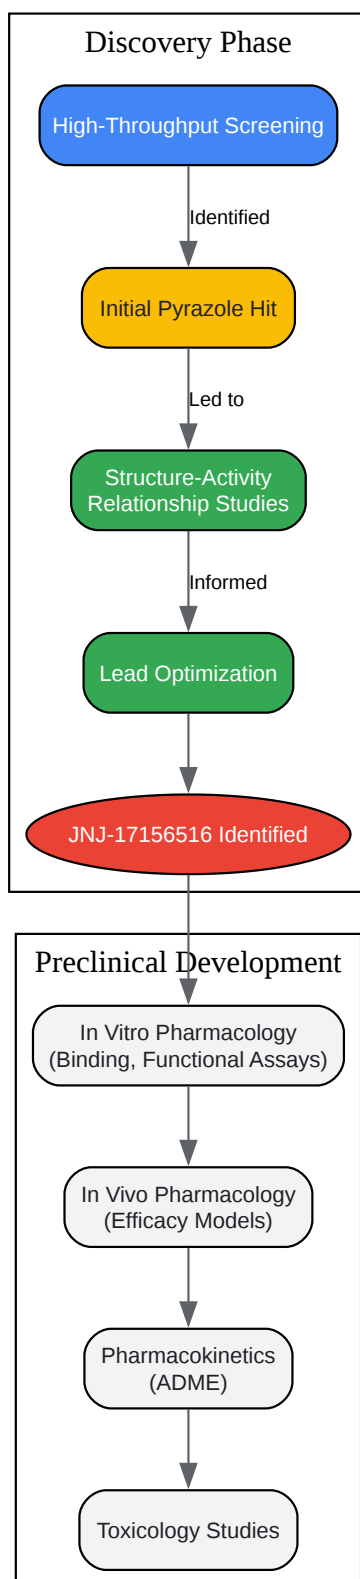 Discovery Phase
High-Throughput Screening
Identified
Initial Pyrazole Hit
Led to
Structure-Activity
Relationship Studies
Informed
Lead Optimization
JNJ-17156516 Identified
Preclinical Development
In Vitro Pharmacology
(Binding, Functional Assays)
In Vivo Pharmacology
(Efficacy Models)
Pharmacokinetics
(ADME)
Toxicology Studies